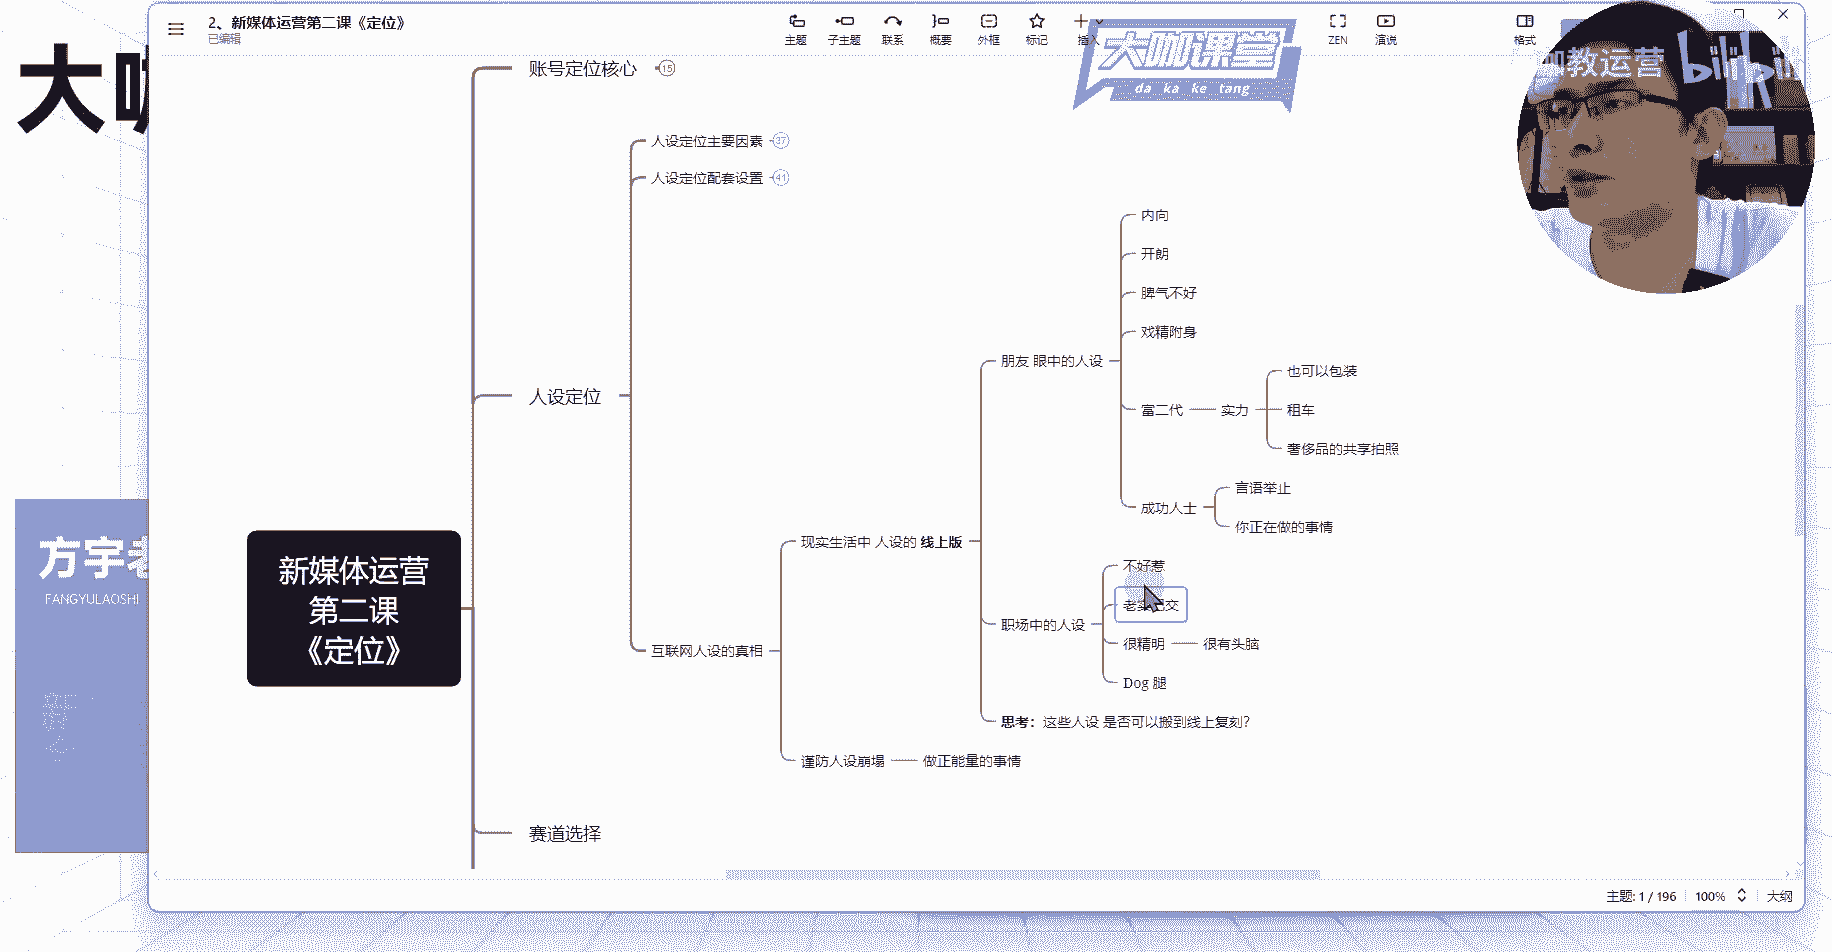 2、新媒体运营第二课《定位》
已编辑
主题
子主题
联系
概要
外框
标记
插入
ZEN
演说
格式
大咖课堂
da ka ke tang
咖教运营
bilibili
大咖
方宇老
FANGYULAOSHI
账号定位核心
15
人设定位主要因素
37
人设定位配套设置
41
内向
开朗
脾气不好
戏精附身
朋友 眼中的人设
也可以包装
富二代
实力
租车
奢侈品的共享拍照
人设定位
言语举止
成功人士
你正在做的事情
现实生活中 人设的 线上版
不好惹
新媒体运营
第二课
《定位》
职场中的人设
很精明
很有头脑
互联网人设的真相
Dog 腿
思考：这些人设 是否可以搬到线上复刻？
谨防人设崩塌
做正能量的事情
赛道选择
主题: 1 / 196
100%
大纲